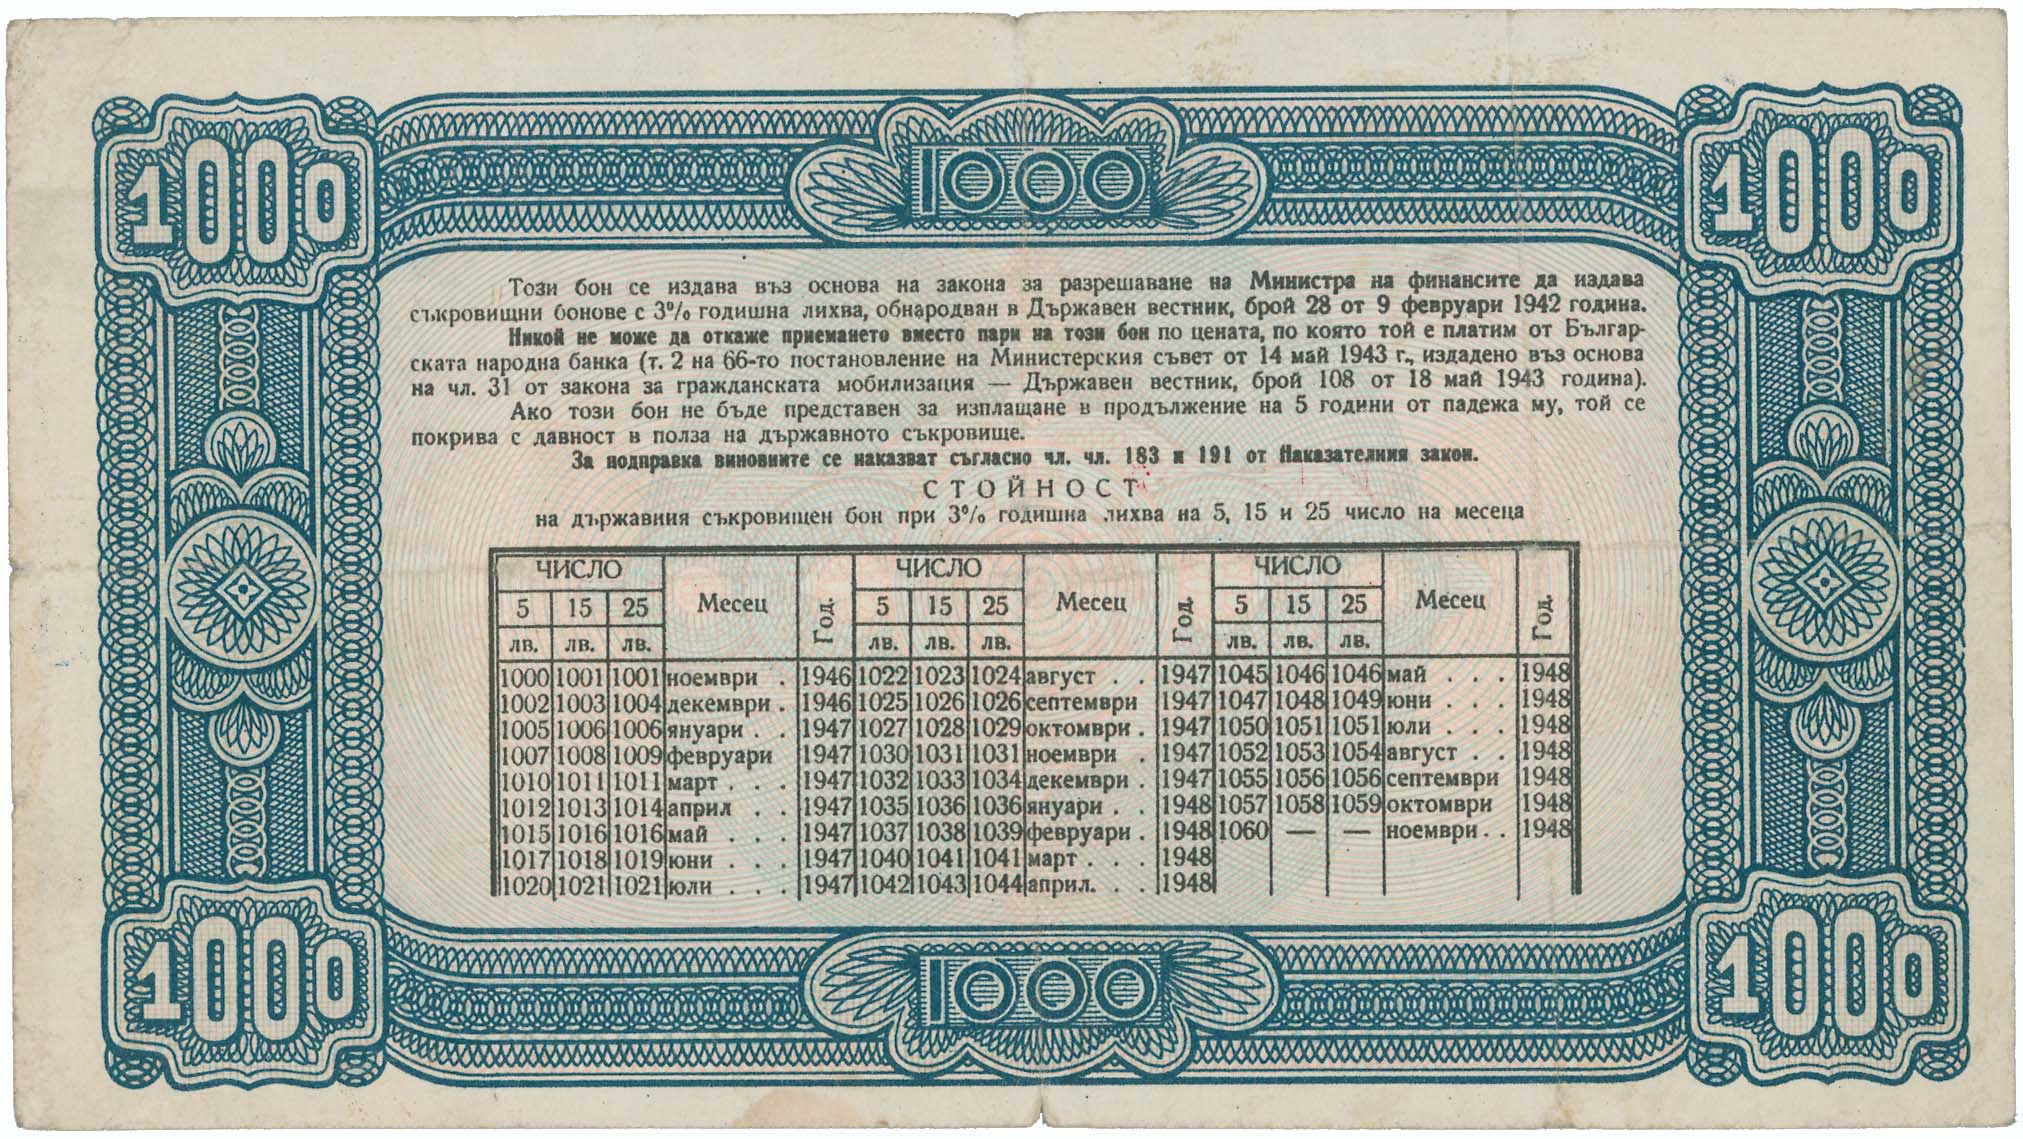 1000 1000 1000
Този бон се издава въз основа на закона за разрешаване на Министра на финансите да издава
съкровищни бонове с 3% годишна лихва, обнародван в Държавен вестник, брой 28 от 9 февруари 1942 година.
Никой не може да откаже приемането вместо пари на този бон по цената, по която той е платим от Българ-
ската народна банка (т. 2 на 66-то постановление на Министерския съвет от 14 май 1943 г., издадено въз основа
на чл. 31 от закона за гражданската мобилизация — Държавен вестник, брой 108 от 18 май 1943 година).
Ако този бон не бъде представен за изплащане в продължение на 5 години от падежа му, той се
покрива с давност в полза на държавното съкровище.
За подправка виновните се наказват съгласно чл. чл. 183 и 191 от Наказателния закон.
СТОЙНОСТ
на държавния съкровищен бон при 3% годишна лихва на 5, 15 и 25 число на месеца
ЧИСЛО Месец Год. ЧИСЛО Месец Год. ЧИСЛО Месец Год.
5 15 25 5 15 25 5 15 25
лв. лв. лв. лв. лв. лв. лв. лв. лв.
1000 1001 1001 ноември . 1946 1022 1023 1024 август . . 1947 1045 1046 1046 май . . . 1948
1002 1003 1004 декември . 1946 1025 1026 1026 септември 1947 1047 1048 1049 юни . . . 1948
1005 1006 1006 януари . . 1947 1027 1028 1029 октомври . 1947 1050 1051 1051 юли . . . 1948
1007 1008 1009 февруари 1947 1030 1031 1031 ноември . 1947 1052 1053 1054 август . . 1948
1010 1011 1011 март . . . 1947 1032 1033 1034 декември . 1947 1055 1056 1056 септември 1948
1012 1013 1014 април . . 1947 1035 1036 1036 януари . . 1948 1057 1058 1059 октомври 1948
1015 1016 1016 май . . . 1947 1037 1038 1039 февруари . 1948 1060 — — ноември . . 1948
1017 1018 1019 юни . . . 1947 1040 1041 1041 март . . . 1948
1020 1021 1021 юли . . . 1947 1042 1043 1044 април. . . 1948
1000 1000 1000